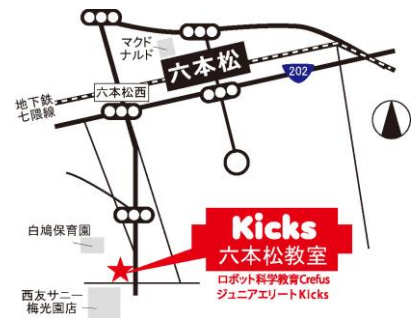 マクド
ナルド
六本松
202
地下鉄
七隈線
六本松西
白鳩保育園
Kicks
六本松教室
ロボット科学教育Crefus
ジュニアエリートKicks
西友サニー
梅光園店